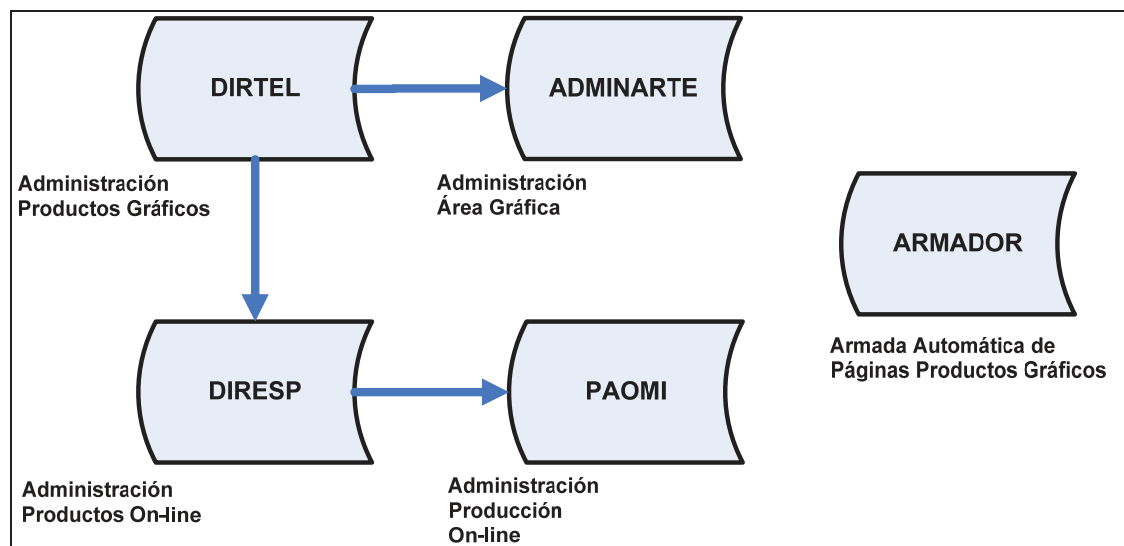 DIRTEL
ADMINARTE
Administración
Productos Gráficos
Administración
Área Gráfica
ARMADOR
Armada Automática de
Páginas Productos Gráficos
DIRESP
PAOMI
Administración
Productos On-line
Administración
Producción
On-line